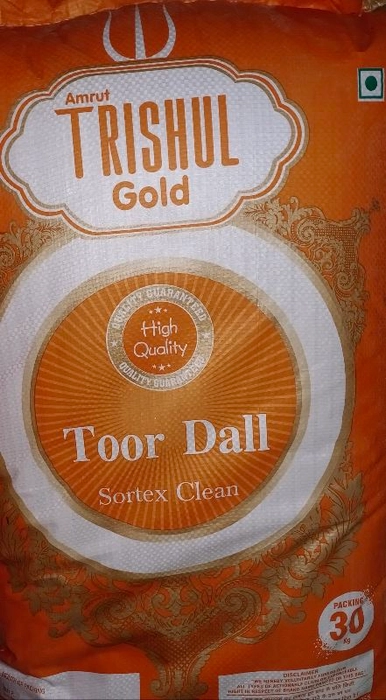 Amrut
TRISHUL
Gold
QUALITY GUARANTEED
High
Quality
QUALITY GUARANTEED
Toor Dall
Sortex Clean
PACKING
30
Kg
DISCLAIMER